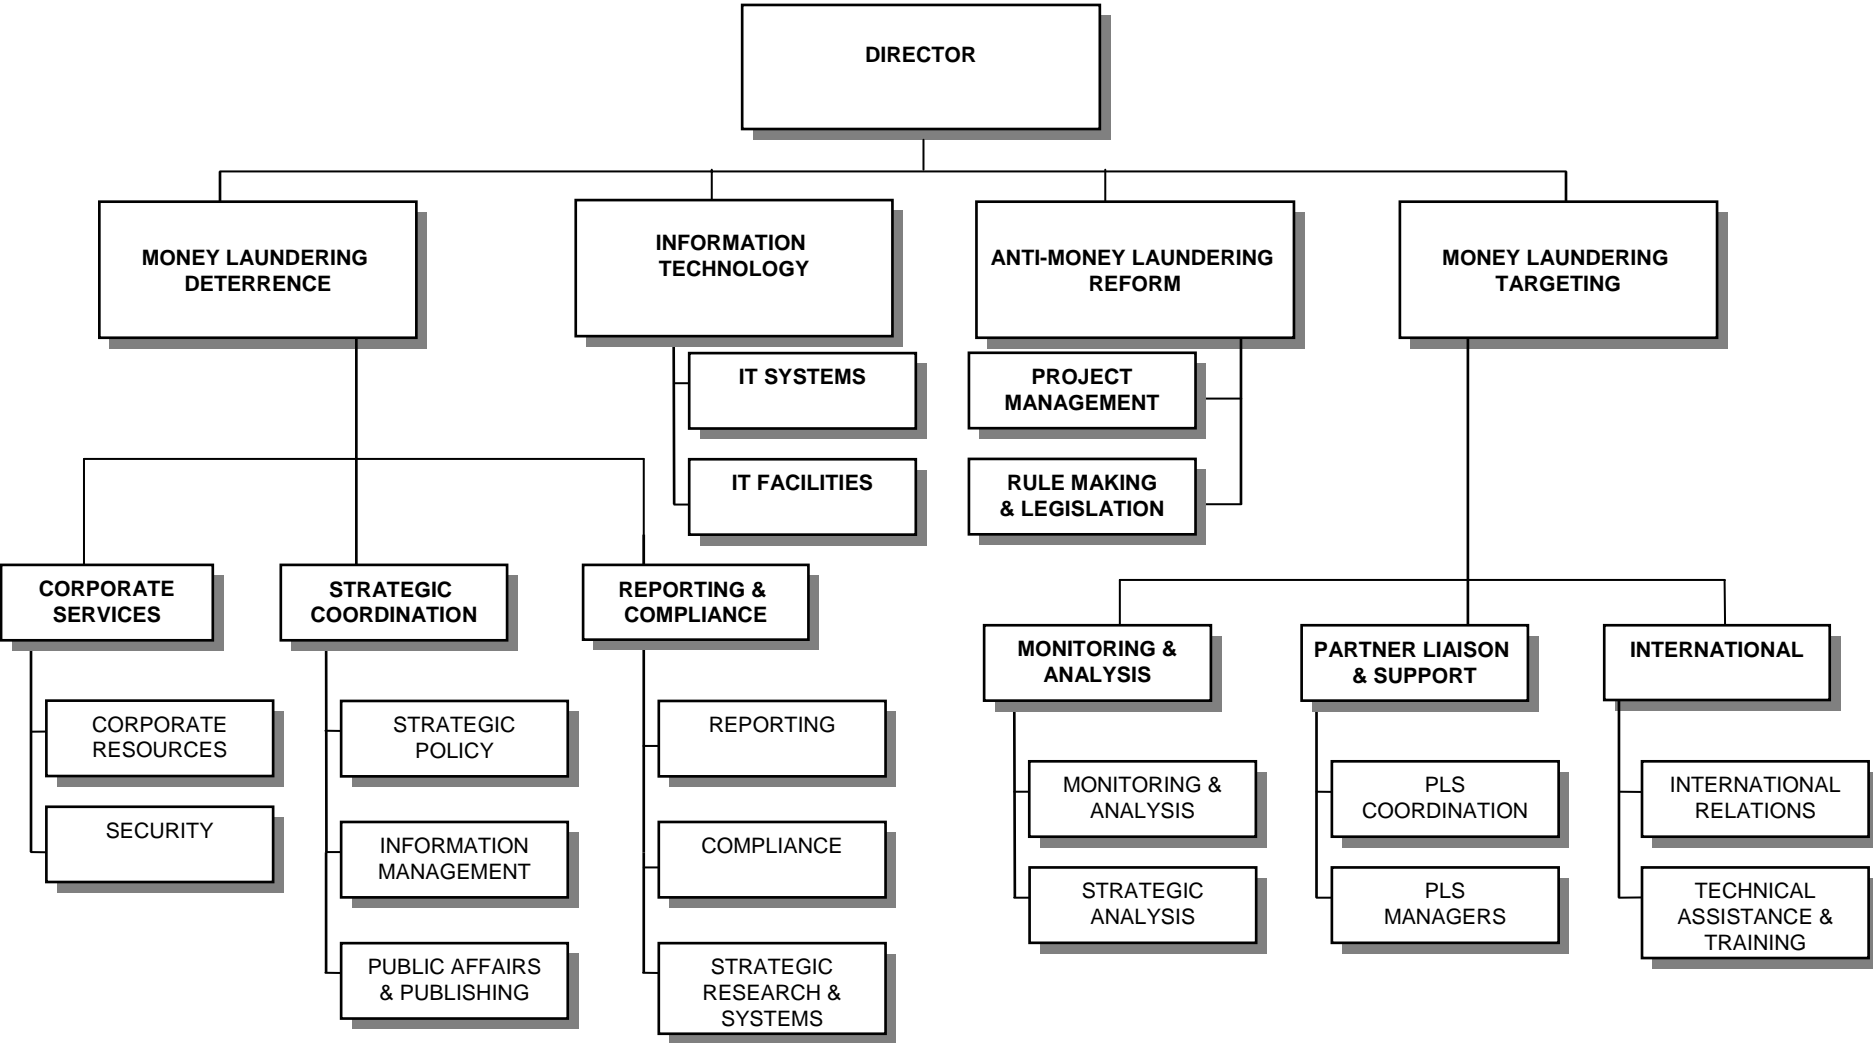 DIRECTOR
MONEY LAUNDERING
DETERRENCE
INFORMATION
TECHNOLOGY
ANTI-MONEY LAUNDERING
REFORM
MONEY LAUNDERING
TARGETING
IT SYSTEMS
IT FACILITIES
PROJECT
MANAGEMENT
RULE MAKING
& LEGISLATION
CORPORATE
SERVICES
STRATEGIC
COORDINATION
REPORTING &
COMPLIANCE
CORPORATE
RESOURCES
SECURITY
STRATEGIC
POLICY
INFORMATION
MANAGEMENT
PUBLIC AFFAIRS
& PUBLISHING
REPORTING
COMPLIANCE
STRATEGIC
RESEARCH &
SYSTEMS
MONITORING &
ANALYSIS
PARTNER LIAISON
& SUPPORT
INTERNATIONAL
MONITORING &
ANALYSIS
STRATEGIC
ANALYSIS
PLS
COORDINATION
PLS
MANAGERS
INTERNATIONAL
RELATIONS
TECHNICAL
ASSISTANCE &
TRAINING